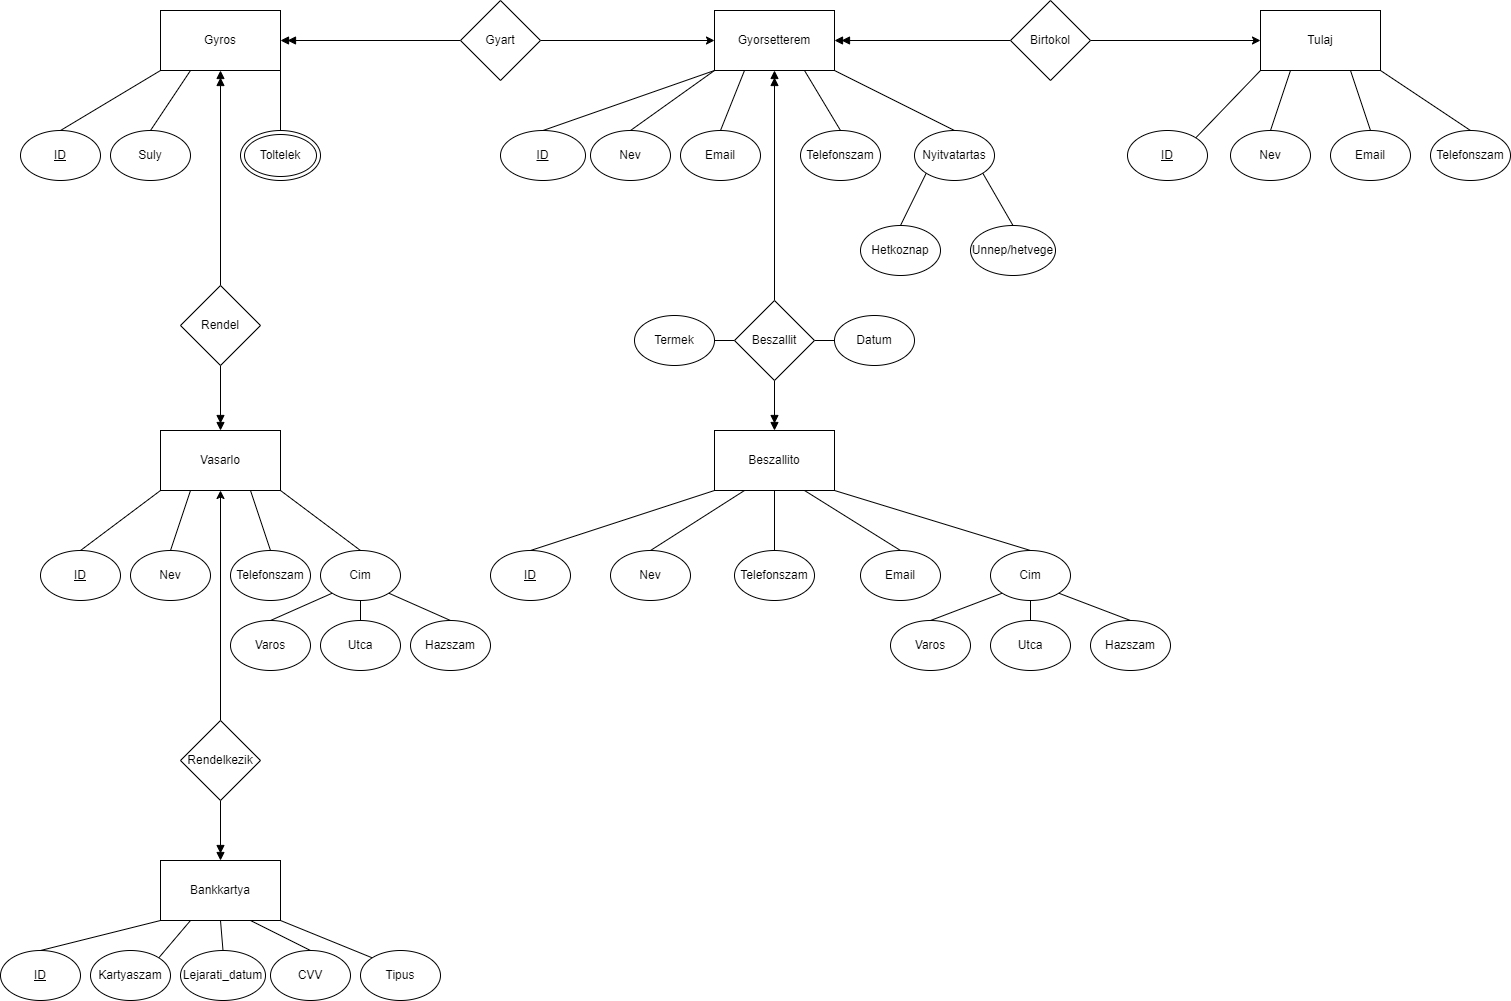 Gyros
Gyart
Gyorsetterem
Birtokol
Tulaj
ID
Suly
Toltelek
ID
Nev
Email
Telefonszam
Nyitvatartas
ID
Nev
Email
Telefonszam
Hetkoznap
Unnep/hetvege
Rendel
Termek
Beszallit
Datum
Vasarlo
Beszallito
ID
Nev
Telefonszam
Cim
ID
Nev
Telefonszam
Email
Cim
Varos
Utca
Hazszam
Varos
Utca
Hazszam
Rendelkezik
Bankkartya
ID
Kartyaszam
Lejarati_datum
CVV
Tipus